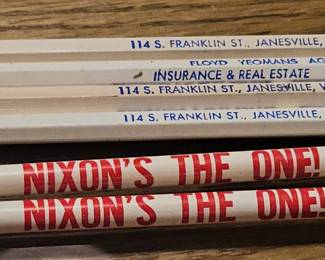 114 S. FRANKLIN ST., JANESVILLE,
FLOYD YEOMANS AG
INSURANCE & REAL ESTATE
114 S. FRANKLIN ST., JANESVILLE, W
114 S. FRANKLIN ST., JANESVILLE,
NIXON'S THE ONE!
NIXON'S THE ONE!